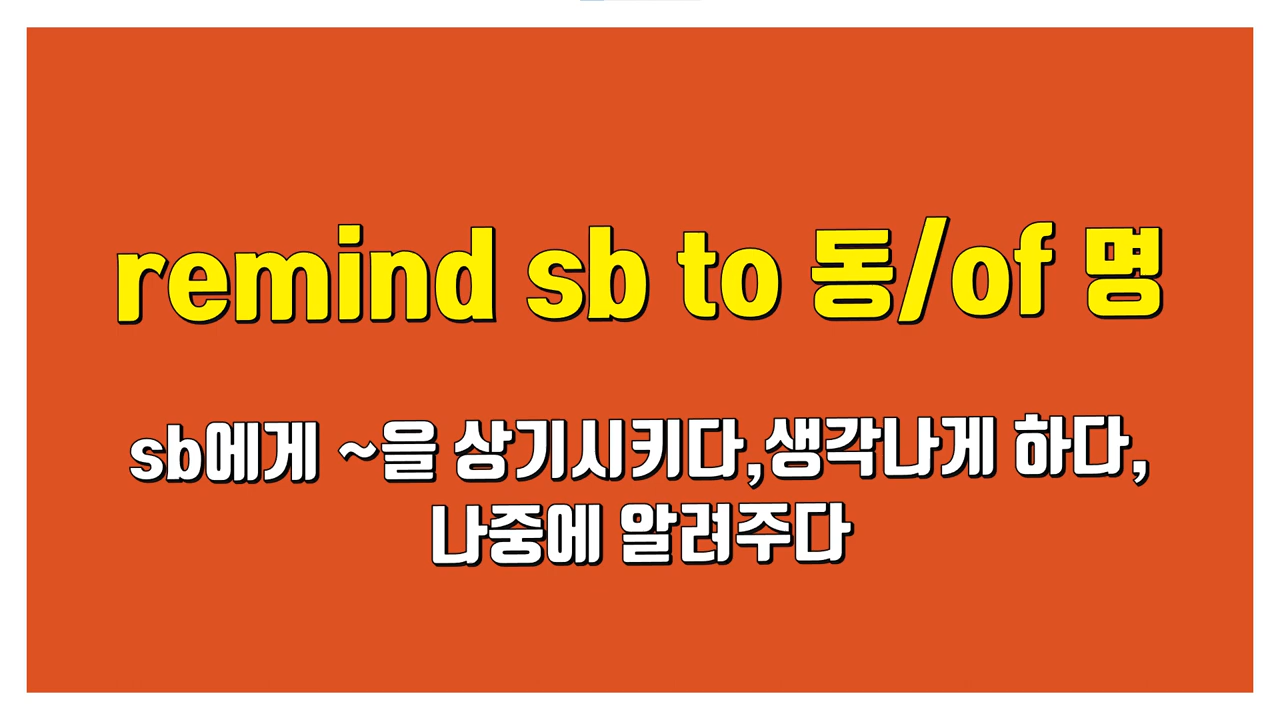 remind sb to 동/of 명
sb에게 ~을 상기시키다,생각나게 하다,
나중에 알려주다